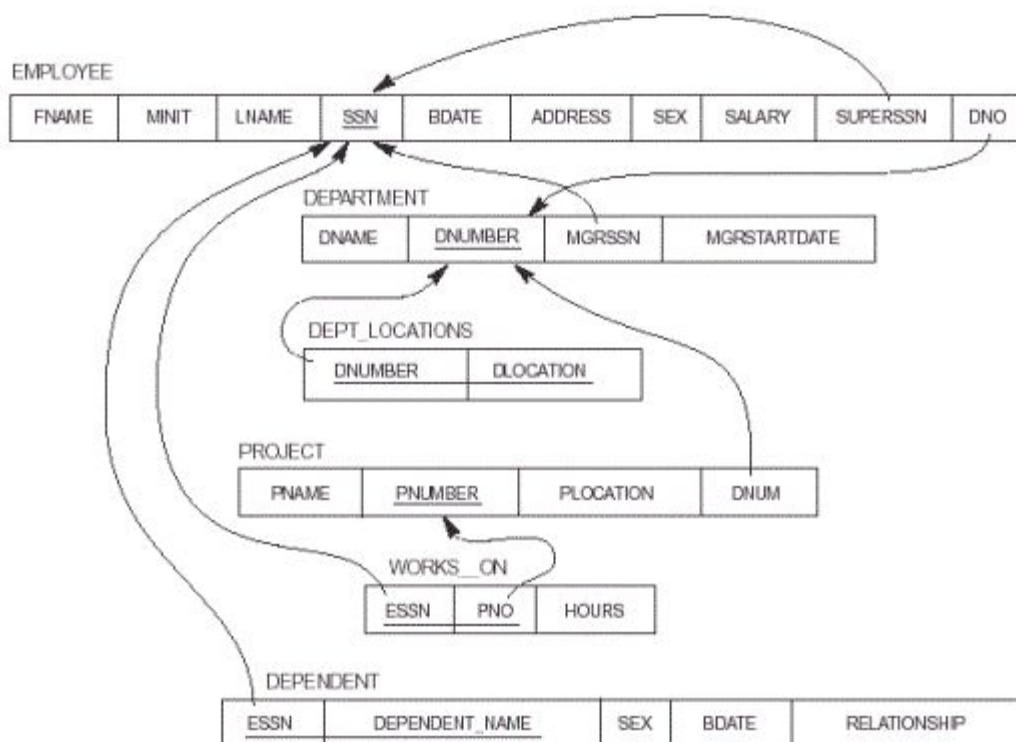 EMPLOYEE
FNAME MINIT LNAME SSN BDATE ADDRESS SEX SALARY SUPERSSN DNO
DEPARTMENT
DNAME DNUMBER MGRSSN MGRSTARTDATE
DEPT_LOCATIONS
DNUMBER DLOCATION
PROJECT
PNAME PNUMBER PLOCATION DNUM
WORKS__ON
ESSN PNO HOURS
DEPENDENT
ESSN DEPENDENT_NAME SEX BDATE RELATIONSHIP